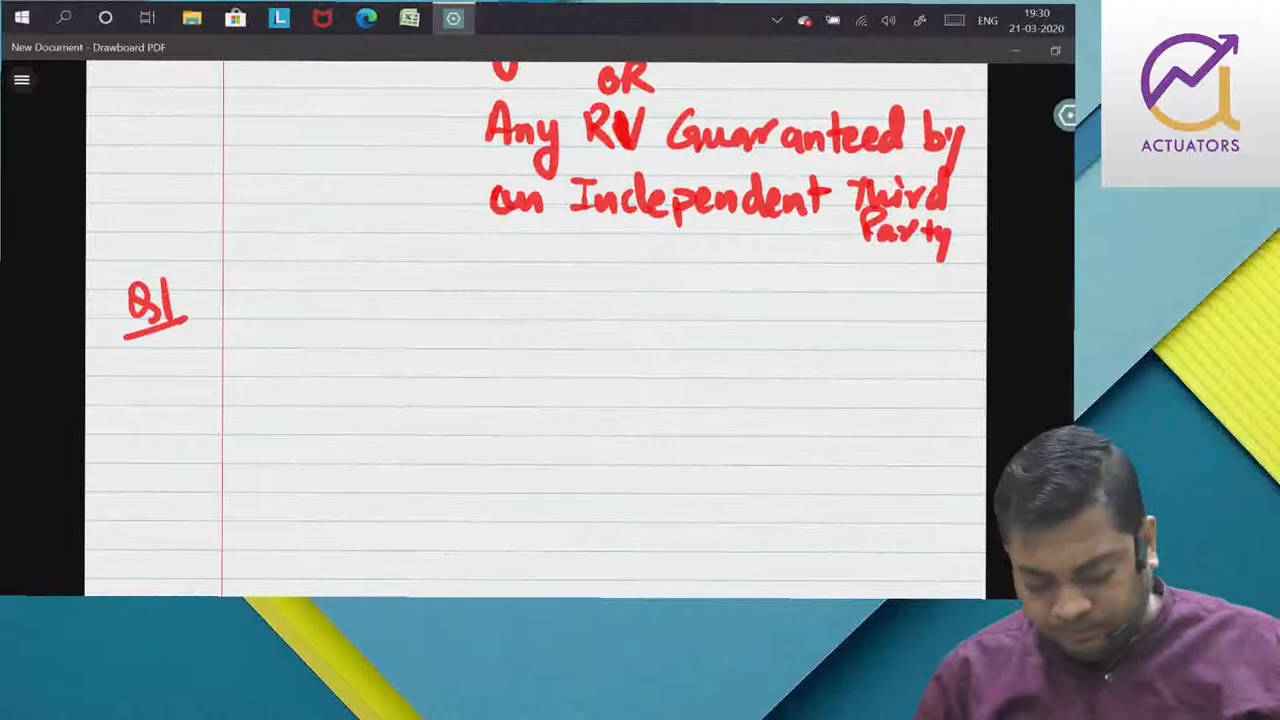 19:30
ENG
21-03-2020
New Document - Drawboard PDF
OR
Any RV Guaranteed by
an Independent Third
Party
Q1
ACTUATORS